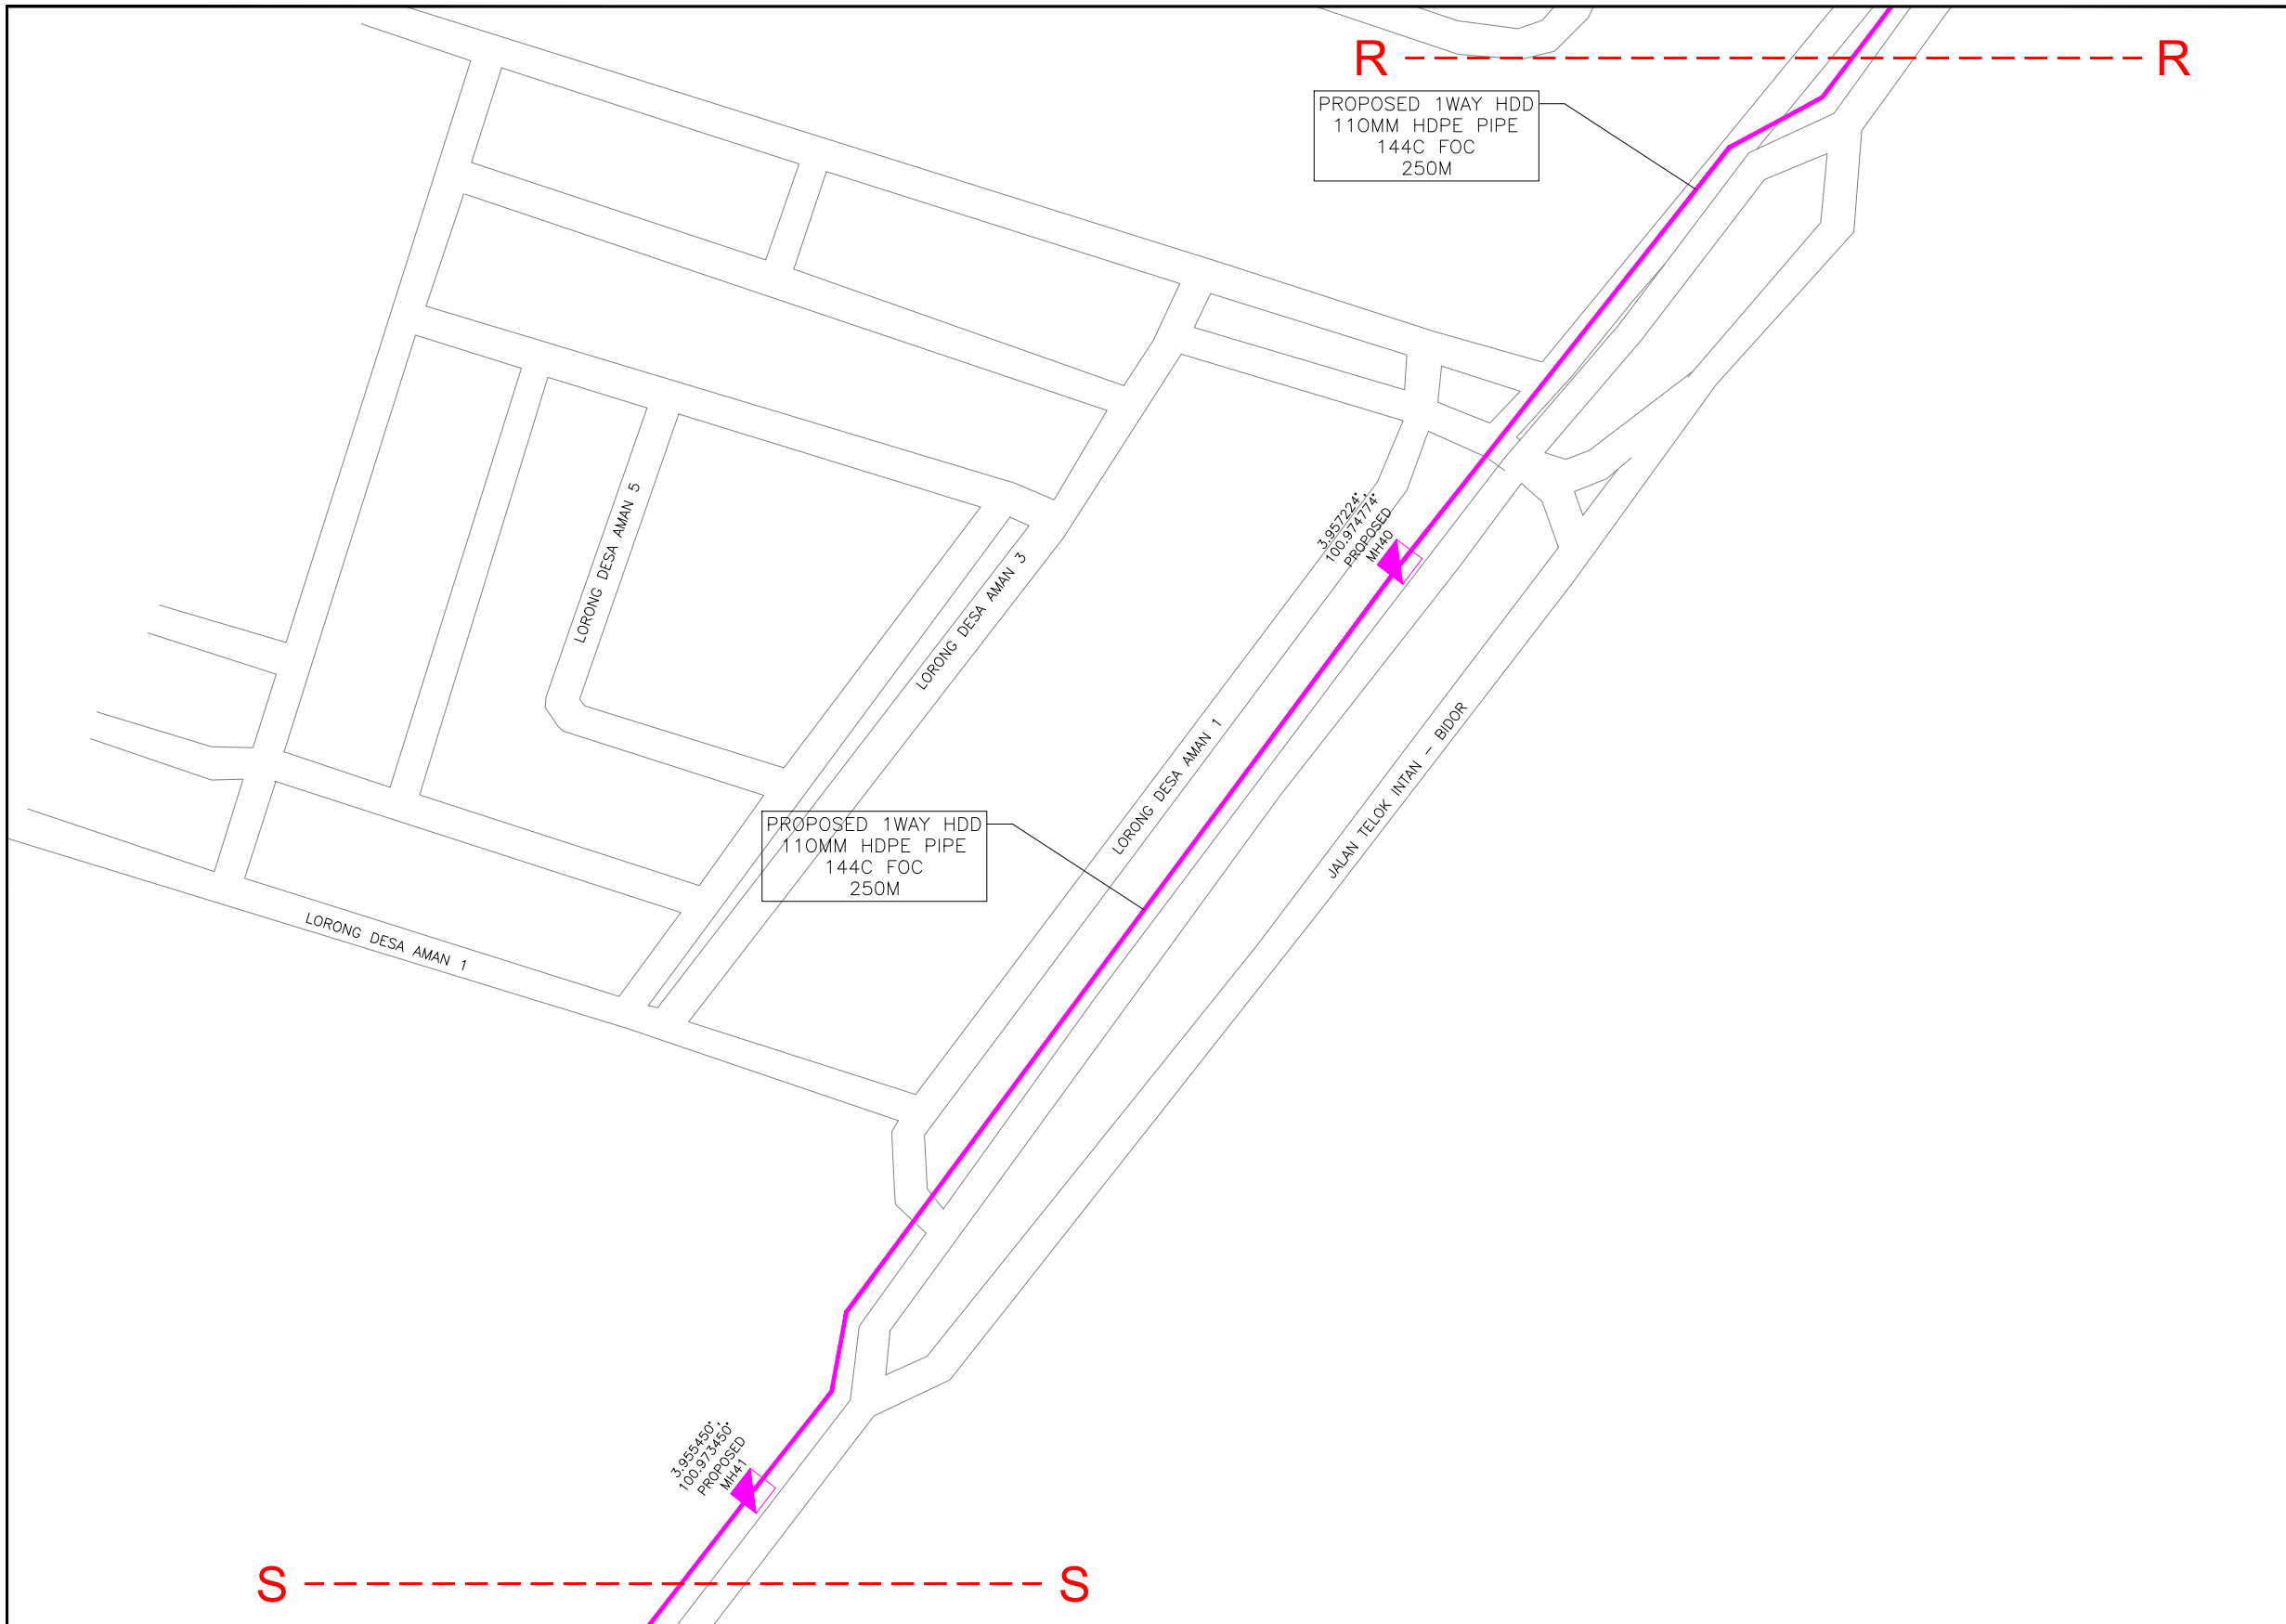 R R
PROPOSED 1WAY HDD
110MM HDPE PIPE
144C FOC
250M
LORONG DESA AMAN 5
LORONG DESA AMAN 3
3.957224°,
100.974774°
PROPOSED
MH40
LORONG DESA AMAN 1
JALAN TELOK INTAN - BIDOR
PROPOSED 1WAY HDD
110MM HDPE PIPE
144C FOC
250M
LORONG DESA AMAN 1
3.955450°,
100.973450°
PROPOSED
MH41
S S